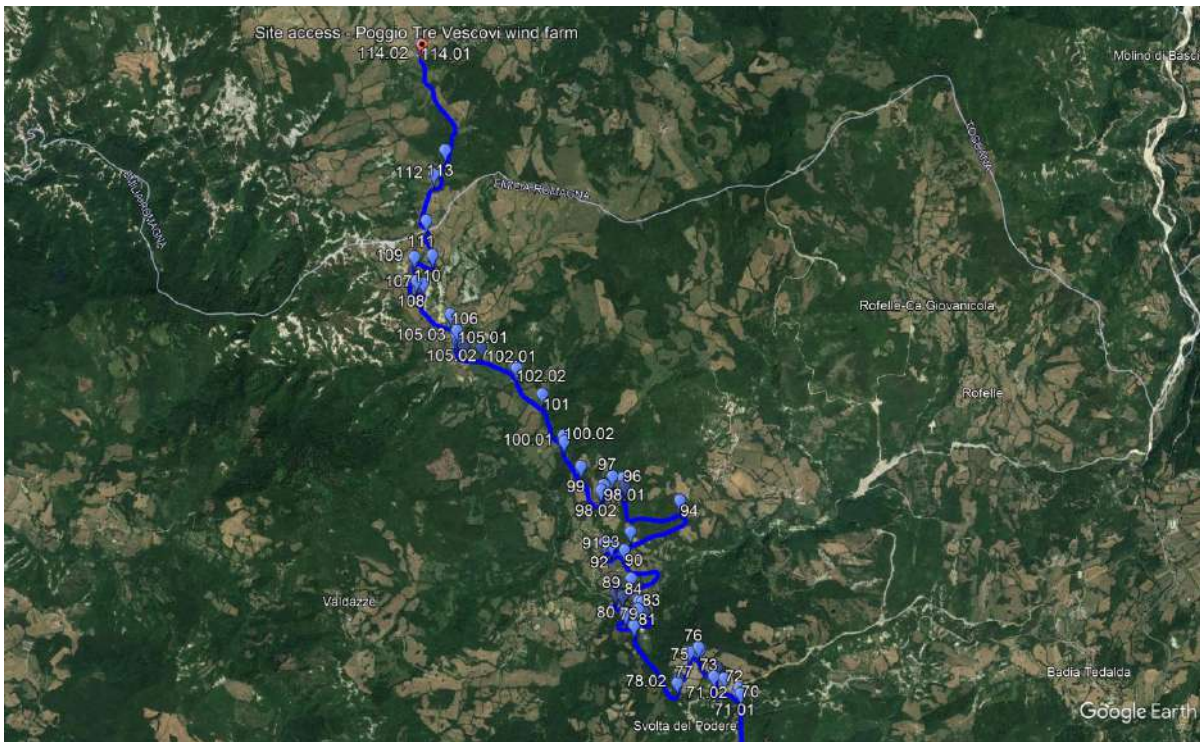 Site access - Poggio Tre Vescovi wind farm
114.02 114.01
Molino di Basci
TOSCANA
112 113
EMILIA-ROMAGNA
EMILIA-ROMAGNA
111
109
110
107
108
Rofelle-Ca Giovanicola
106
105.03 105.01
105.02 102.01
102.02
Rofelle
101
100.01 100.02
97 96
99 98.01
98.02 94
91 93
92 90
89 84
Valdazze
83
80 79 81
76
75 73
77 72
78.02 71.02 70
71.01
Badia Tedalda
Svolta del Podere
Google Earth